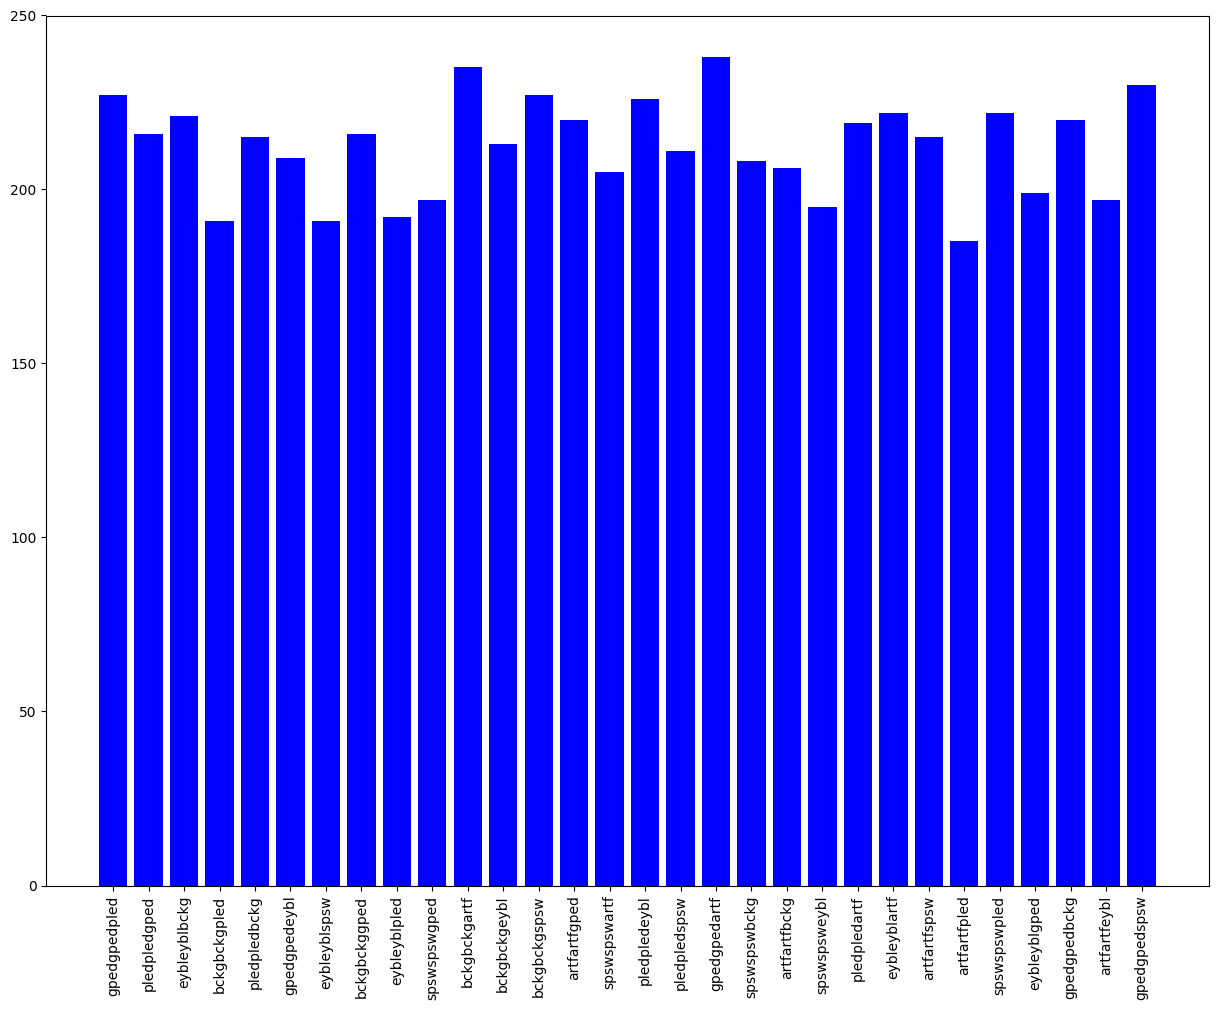 250
200
150
100
50
0
gpedgpedpled
pledpledgped
eybleyblbckg
bckgbckgpled
pledpledbckg
gpedgpedeybl
eybleyblspsw
bckgbckggped
eybleyblpled
spswspswgped
bckgbckgartf
bckgbckgeybl
bckgbckgspsw
artfartfgped
spswspswartf
pledpledeybl
pledpledspsw
gpedgpedartf
spswspswbckg
artfartfbckg
spswspsweybl
pledpledartf
eybleyblartf
artfartfspsw
artfartfpled
spswspswpled
eybleyblgped
gpedgpedbckg
artfartfeybl
gpedgpedspsw